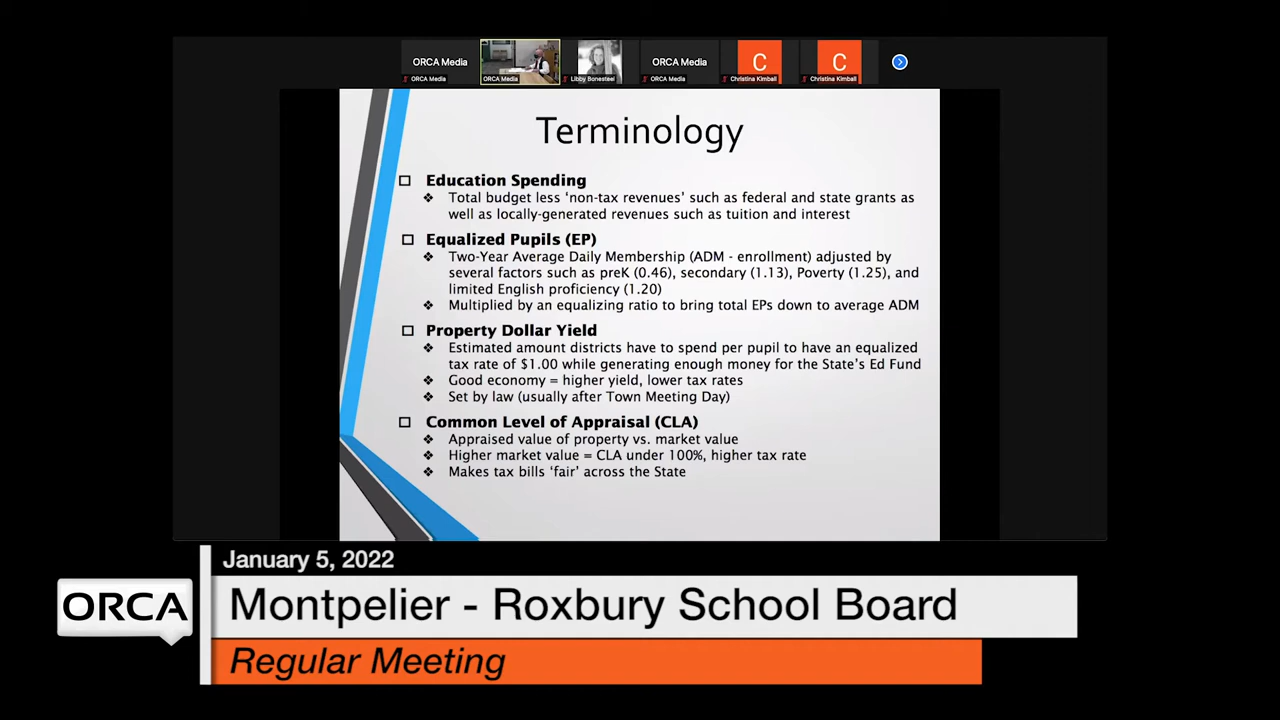 ORCA Media
ORCA Media
ORCA Media
ORCA Media
Libby Bonesteel
ORCA Media
ORCA Media
C
Christina Kimball
C
Christina Kimball
Terminology
Education Spending
Total budget less ‘non-tax revenues’ such as federal and state grants as
well as locally-generated revenues such as tuition and interest
Equalized Pupils (EP)
Two-Year Average Daily Membership (ADM - enrollment) adjusted by
several factors such as preK (0.46), secondary (1.13), Poverty (1.25), and
limited English proficiency (1.20)
Multiplied by an equalizing ratio to bring total EPs down to average ADM
Property Dollar Yield
Estimated amount districts have to spend per pupil to have an equalized
tax rate of $1.00 while generating enough money for the State’s Ed Fund
Good economy = higher yield, lower tax rates
Set by law (usually after Town Meeting Day)
Common Level of Appraisal (CLA)
Appraised value of property vs. market value
Higher market value = CLA under 100%, higher tax rate
Makes tax bills ‘fair’ across the State
January 5, 2022
ORCA
Montpelier - Roxbury School Board
Regular Meeting